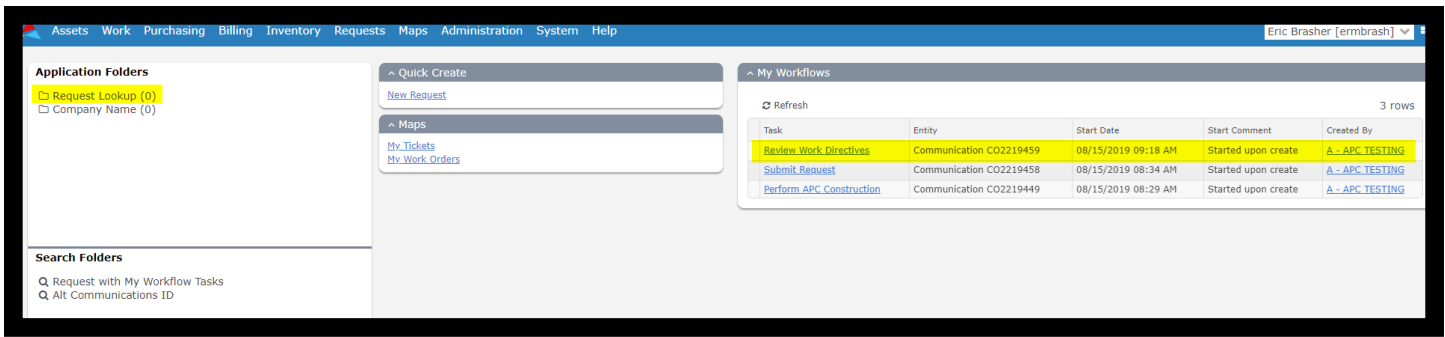 Assets Work Purchasing Billing Inventory Requests Maps Administration System Help
Eric Brasher [ermbrash]
Application Folders
Request Lookup (0)
Company Name (0)
Search Folders
Request with My Workflow Tasks
Alt Communications ID
Quick Create
New Request
Maps
My Tickets
My Work Orders
My Workflows
Refresh 3 rows
Task Entity Start Date Start Comment Created By
Review Work Directives Communication CO2219459 08/15/2019 09:18 AM Started upon create A - APC TESTING
Submit Request Communication CO2219458 08/15/2019 08:34 AM Started upon create A - APC TESTING
Perform APC Construction Communication CO2219449 08/15/2019 08:29 AM Started upon create A - APC TESTING